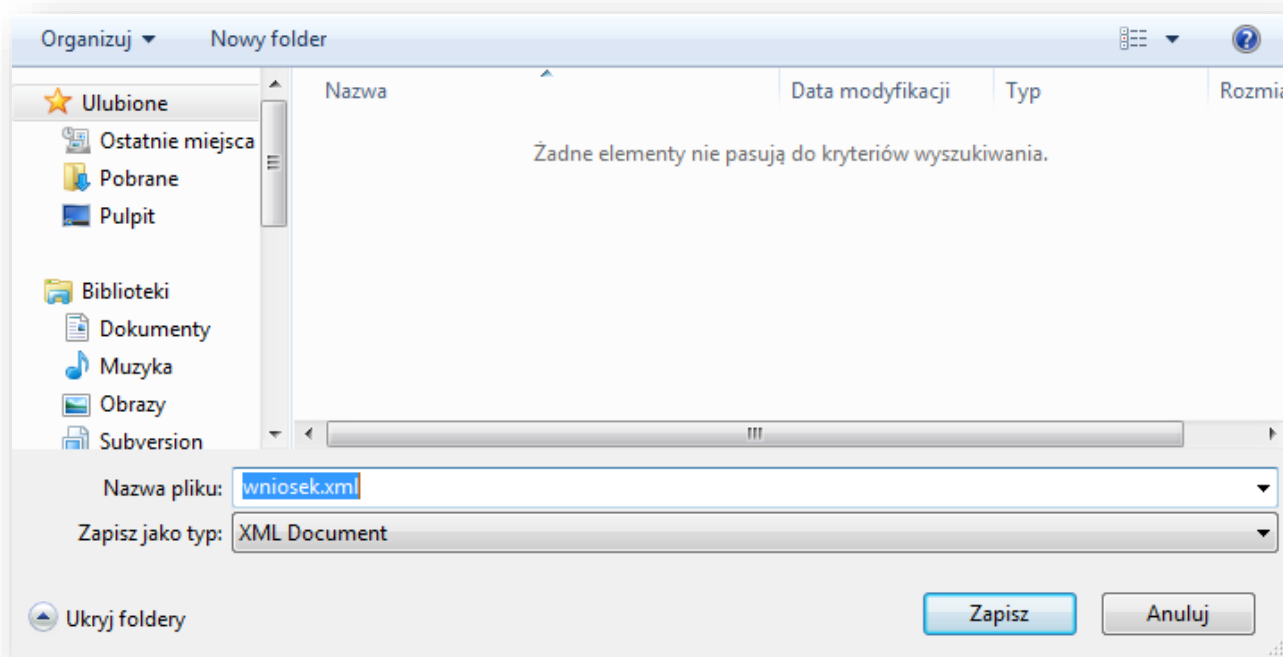 Organizuj Nowy folder
Nazwa Data modyfikacji Typ Rozmia
Ulubione
Ostatnie miejsca
Pobrane
Pulpit
Żadne elementy nie pasują do kryteriów wyszukiwania.
Biblioteki
Dokumenty
Muzyka
Obrazy
Subversion
Nazwa pliku: wniosek.xml
Zapisz jako typ: XML Document
Ukryj foldery Zapisz Anuluj